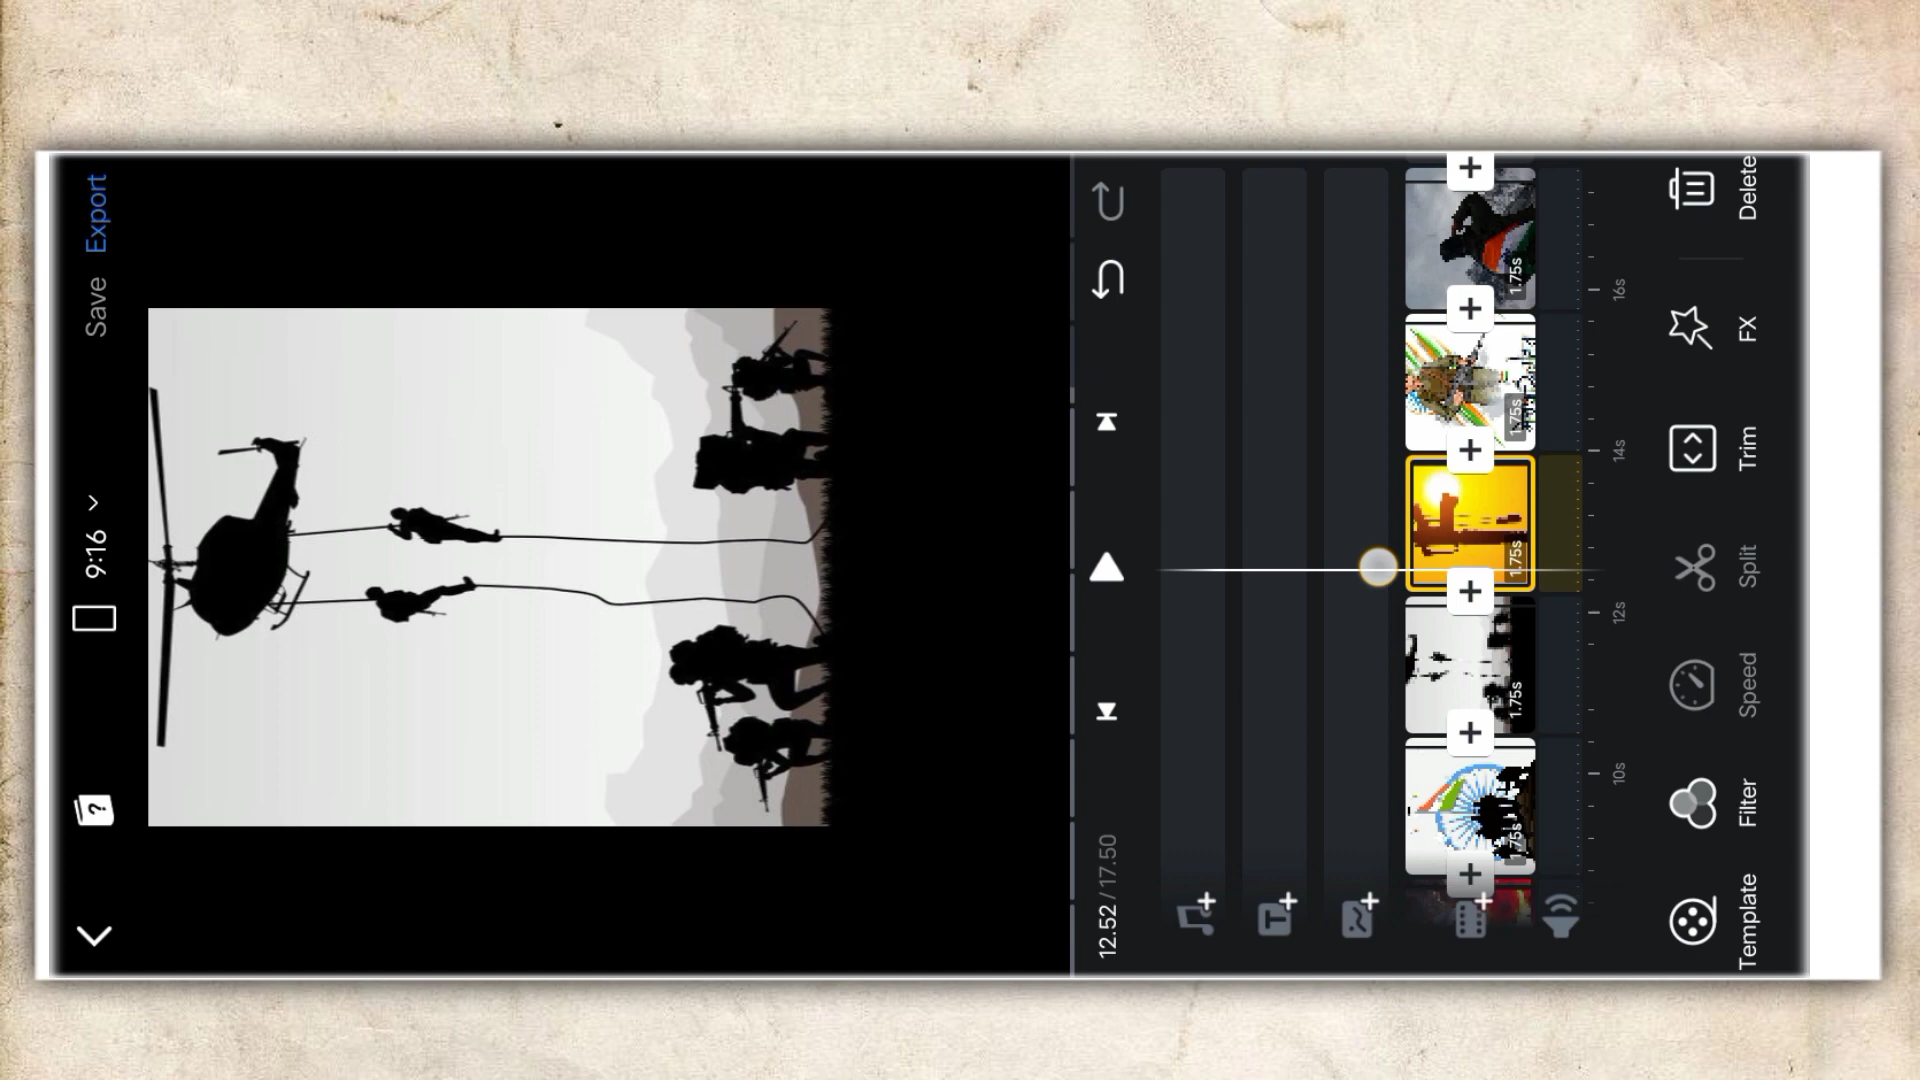 9:16
Save
Export
12.52 / 17.50
1.75s
1.75s
1.75s
1.75s
1.75s
10s
12s
14s
16s
Template
Filter
Speed
Split
Trim
FX
Delete